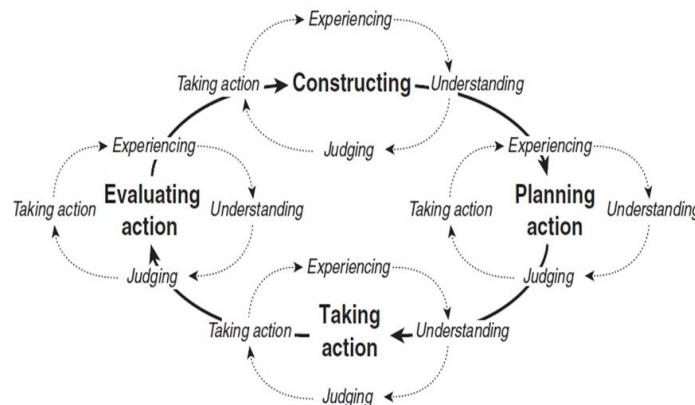 Experiencing
Taking action
Constructing
Understanding
Judging
Experiencing
Taking action
Evaluating
action
Understanding
Judging
Experiencing
Taking action
Planning
action
Understanding
Judging
Experiencing
Taking action
Taking
action
Understanding
Judging